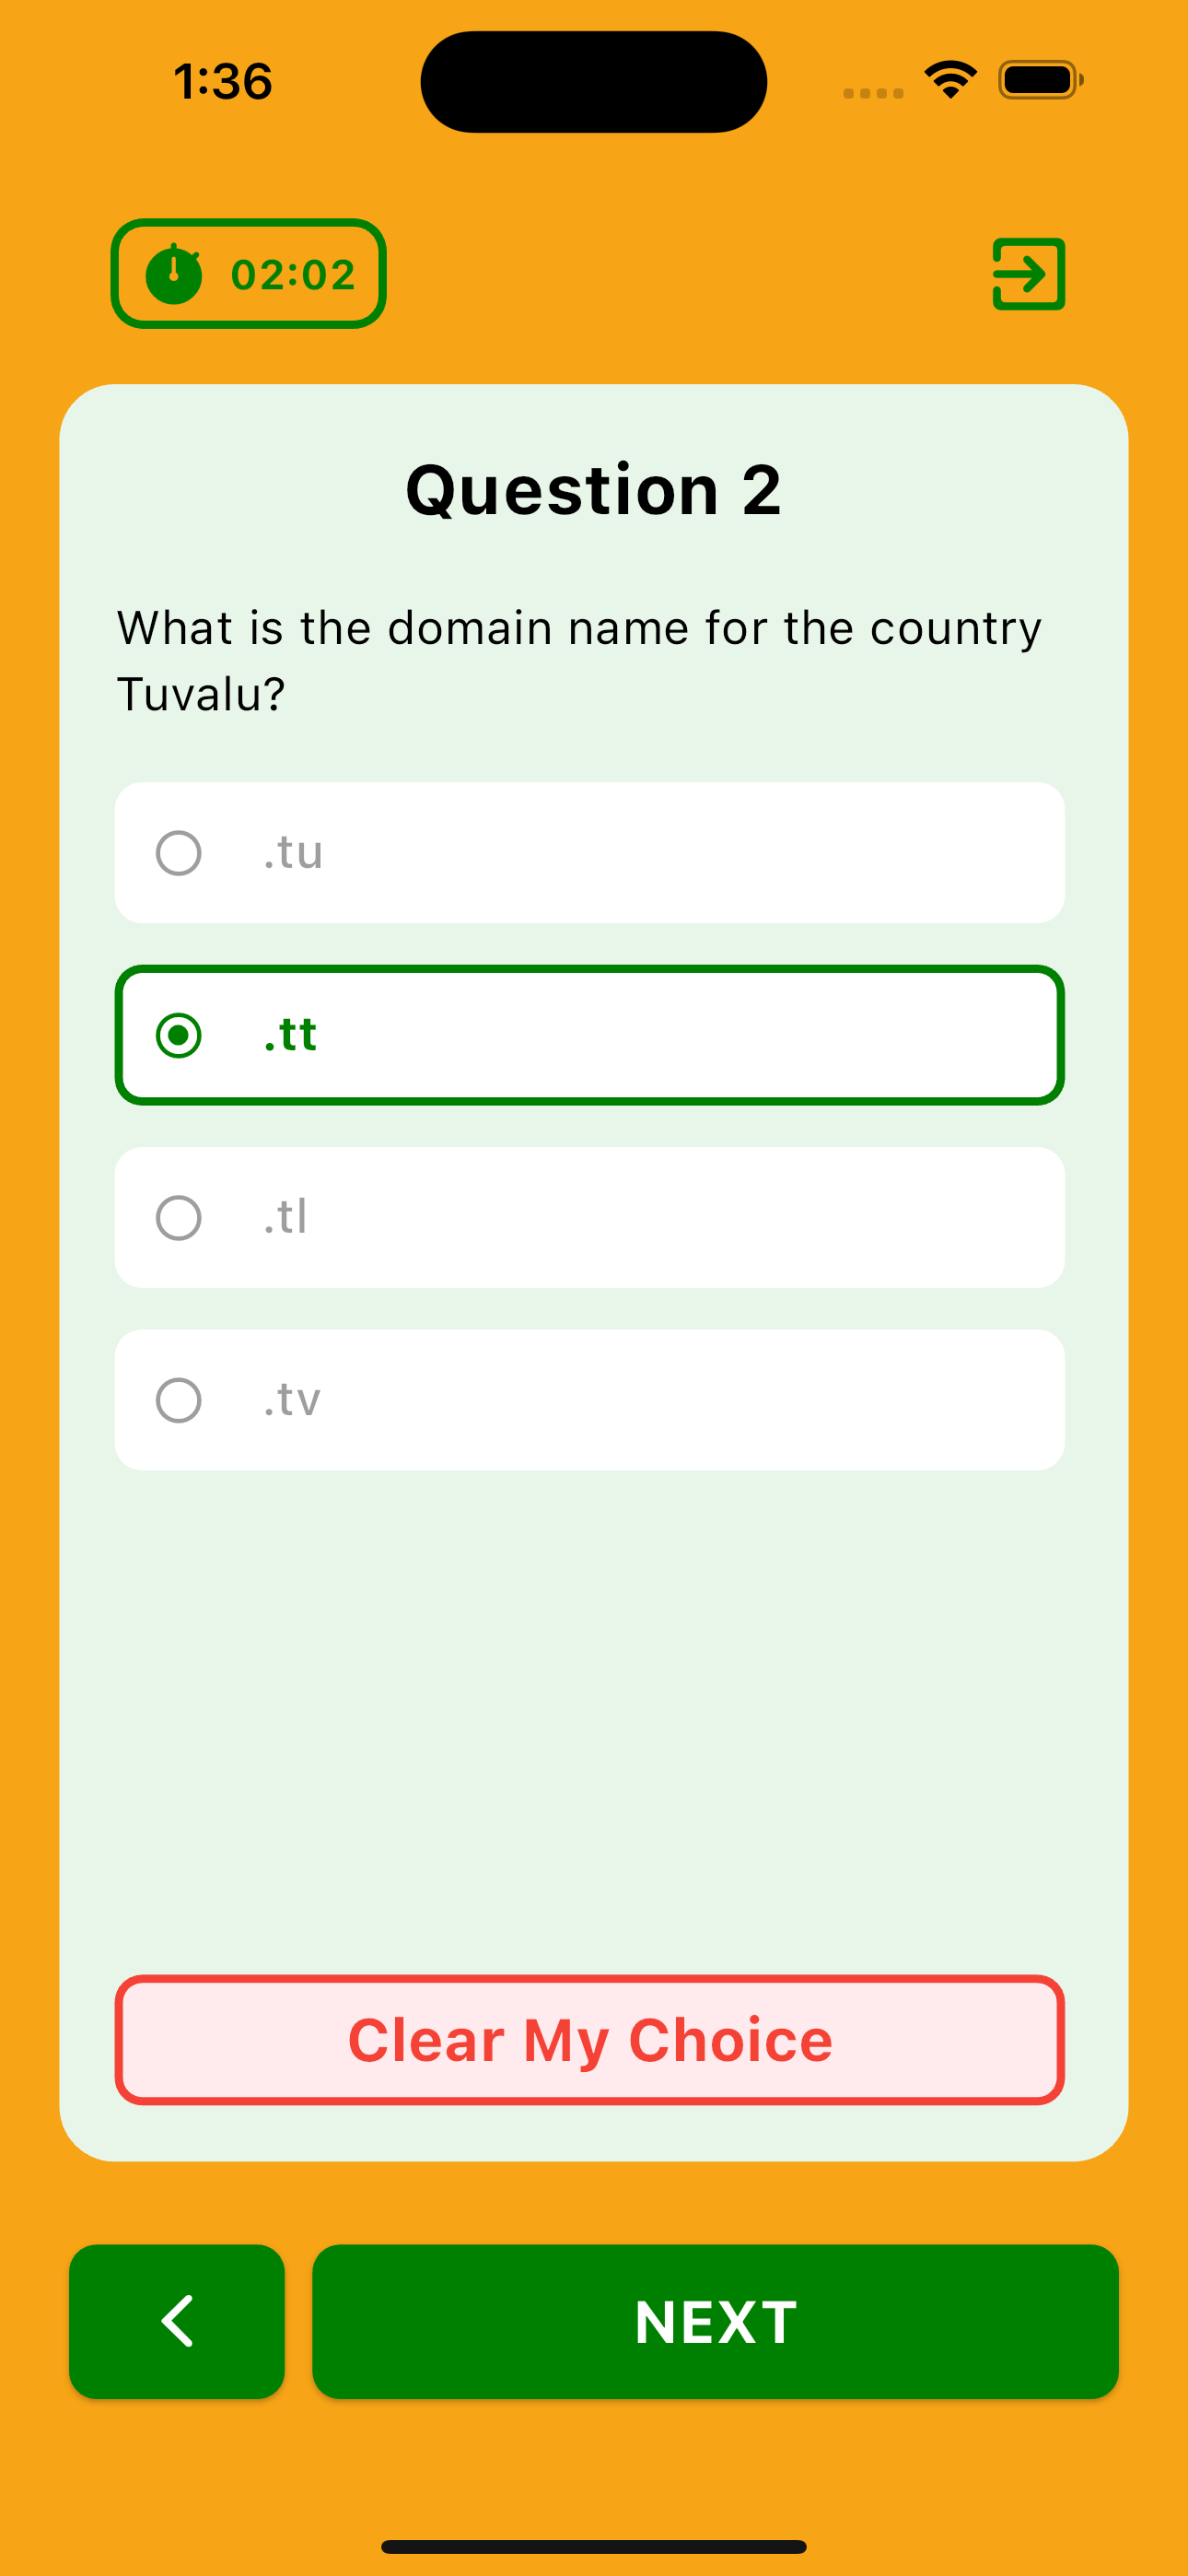 1:36
02:02
Question 2
What is the domain name for the country
Tuvalu?
.tu
.tt
.tl
.tv
Clear My Choice
NEXT